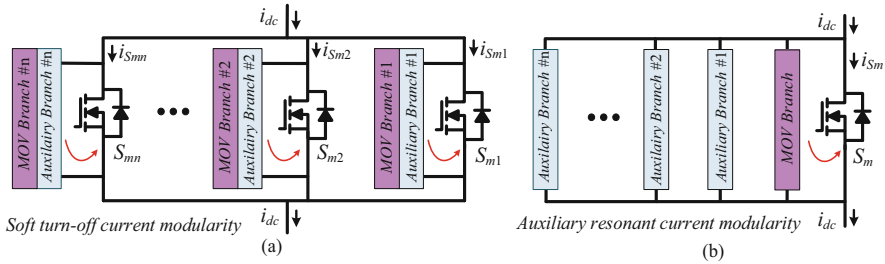 i_dc
MOV Branch #n
Auxiliary Branch #n
i_Smn
S_mn
MOV Branch #2
Auxiliary Branch #2
i_Sm2
S_m2
MOV Branch #1
Auxiliary Branch #1
i_Sm1
S_m1
i_dc
Soft turn-off current modularity
(a)
i_dc
Auxiliary Branch #n
Auxilairy Branch #2
Auxilairy Branch #1
MOV Branch
i_Sm
S_m
i_dc
Auxiliary resonant current modularity
(b)